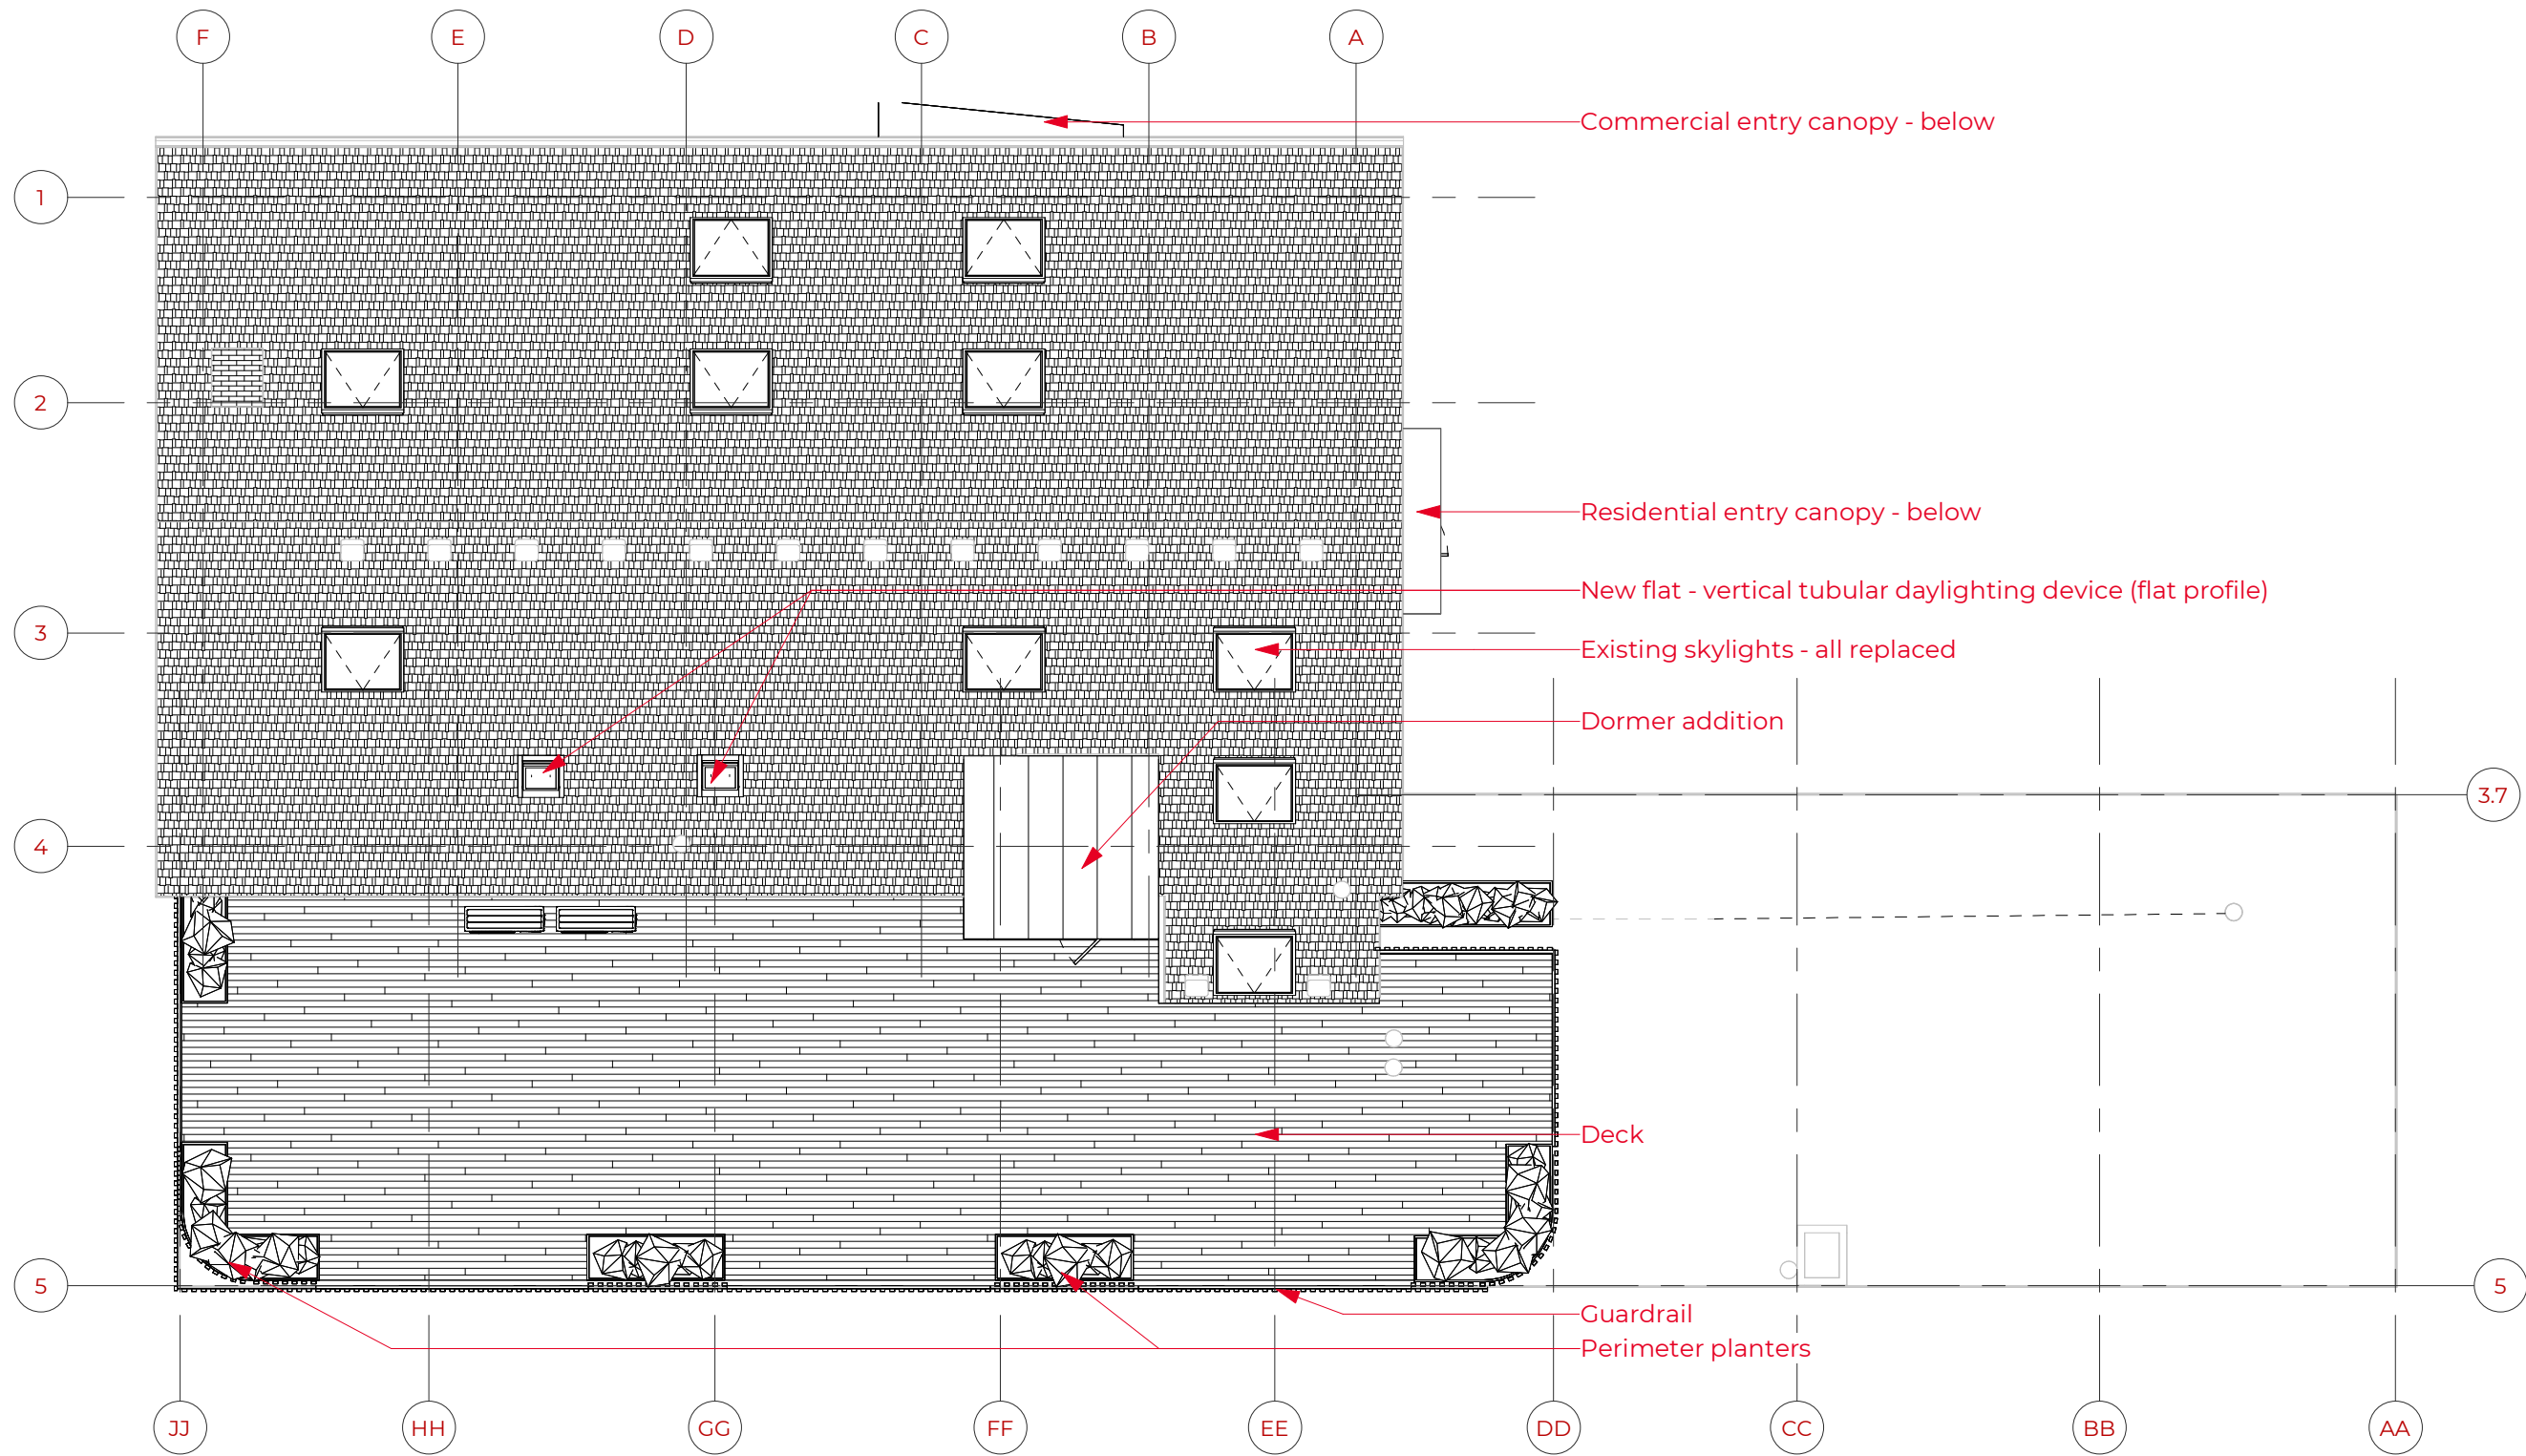 F
E
D
C
B
A
Commercial entry canopy - below
1
2
Residential entry canopy - below
New flat - vertical tubular daylighting device (flat profile)
3
Existing skylights - all replaced
Dormer addition
3.7
4
Deck
5
5
Guardrail
Perimeter planters
JJ
HH
GG
FF
EE
DD
CC
BB
AA